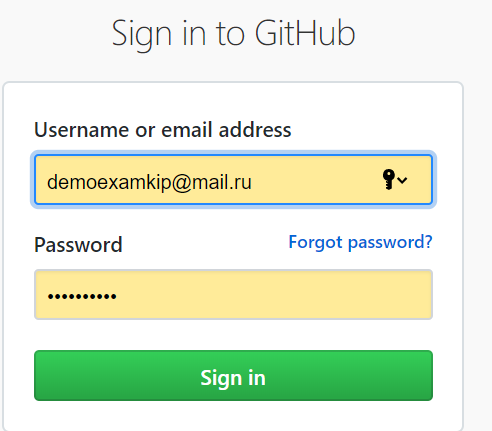 Sign in to GitHub
Username or email address
demoexamkip@mail.ru
Password Forgot password?
••••••••••
Sign in